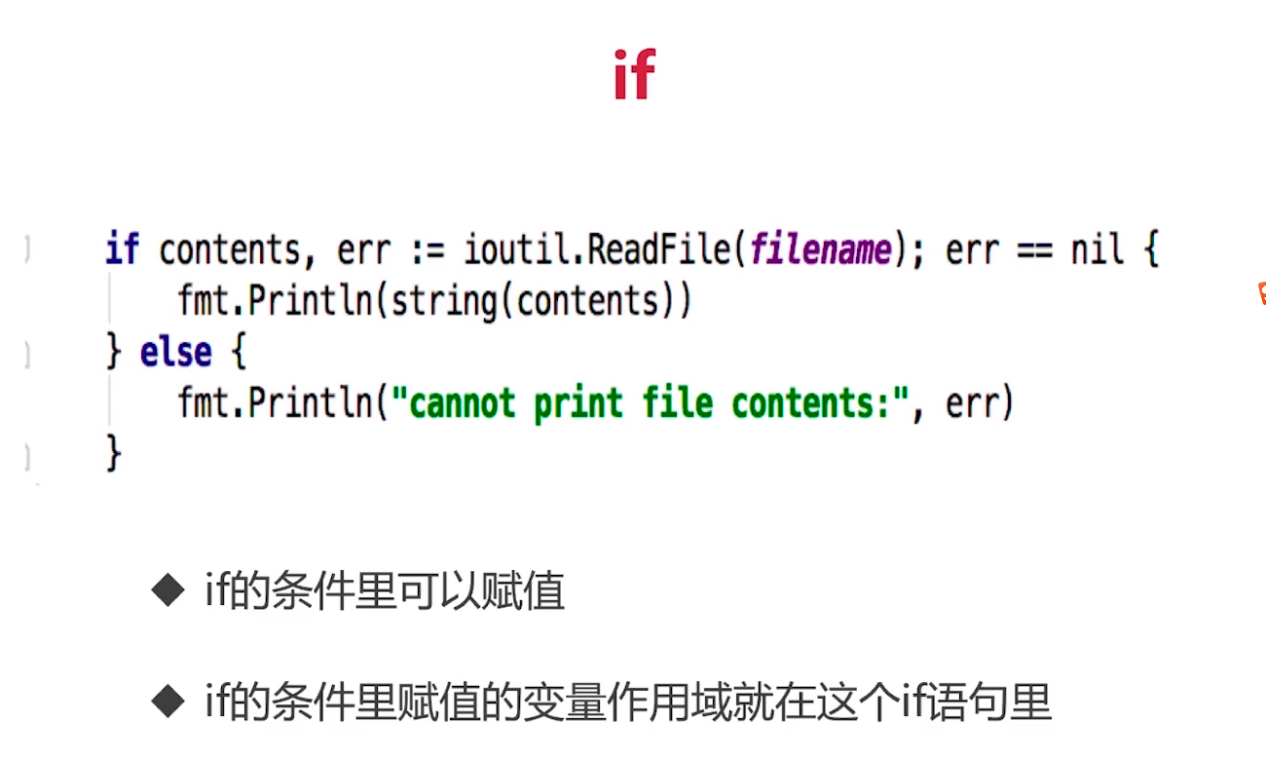 if
if contents, err := ioutil.ReadFile(filename); err == nil {
    fmt.Println(string(contents))
} else {
    fmt.Println("cannot print file contents:", err)
}
◆ if的条件里可以赋值
◆ if的条件里赋值的变量作用域就在这个if语句里